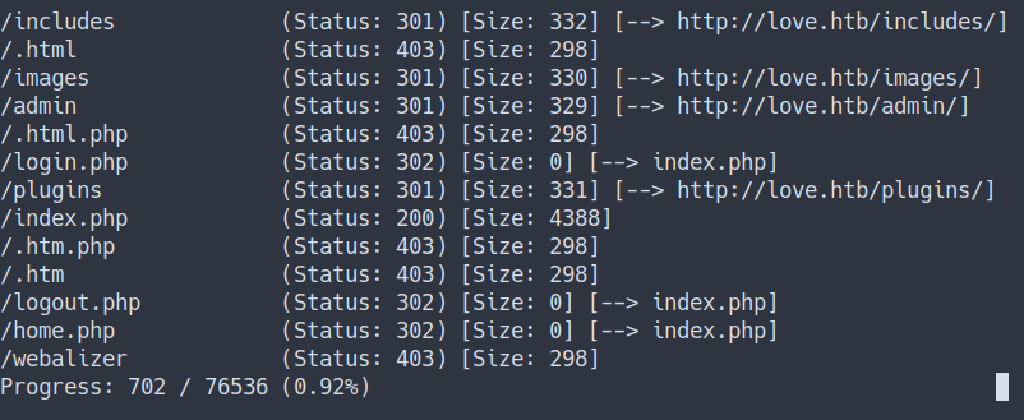 /includes (Status: 301) [Size: 332] [--> http://love.htb/includes/]
/.html (Status: 403) [Size: 298]
/images (Status: 301) [Size: 330] [--> http://love.htb/images/]
/admin (Status: 301) [Size: 329] [--> http://love.htb/admin/]
/.html.php (Status: 403) [Size: 298]
/login.php (Status: 302) [Size: 0] [--> index.php]
/plugins (Status: 301) [Size: 331] [--> http://love.htb/plugins/]
/index.php (Status: 200) [Size: 4388]
/.htm.php (Status: 403) [Size: 298]
/.htm (Status: 403) [Size: 298]
/logout.php (Status: 302) [Size: 0] [--> index.php]
/home.php (Status: 302) [Size: 0] [--> index.php]
/webalizer (Status: 403) [Size: 298]
Progress: 702 / 76536 (0.92%)